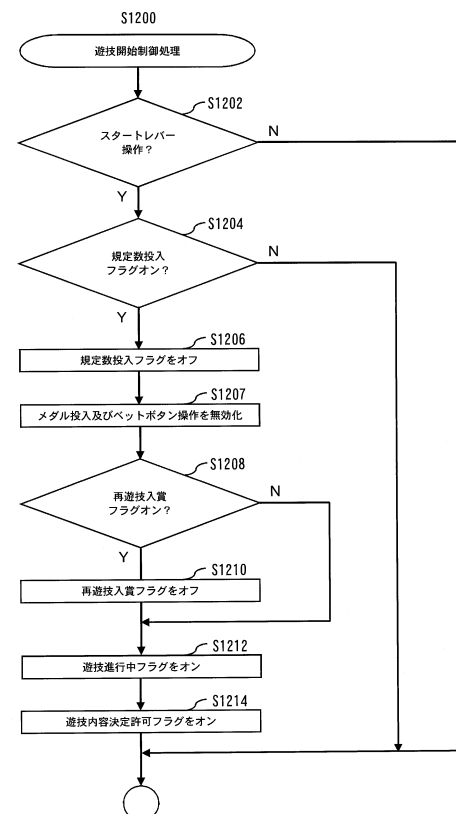 S1200
遊技開始制御処理
S1202
スタートレバー
操作?
N
Y
S1204
規定数投入
フラグオン?
N
Y
S1206
規定数投入フラグをオフ
S1207
メダル投入及びベットボタン操作を無効化
S1208
再遊技入賞
フラグオン?
N
Y
S1210
再遊技入賞フラグをオフ
S1212
遊技進行中フラグをオン
S1214
遊技内容決定許可フラグをオン